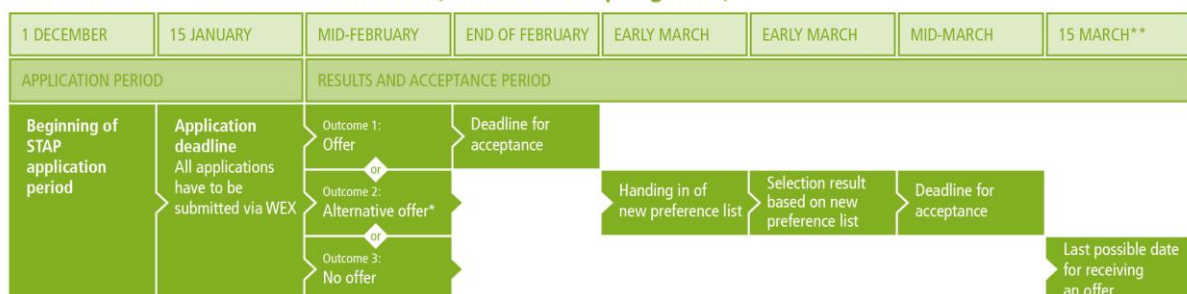 1 DECEMBER
15 JANUARY
MID-FEBRUARY
END OF FEBRUARY
EARLY MARCH
EARLY MARCH
MID-MARCH
15 MARCH**
APPLICATION PERIOD
RESULTS AND ACCEPTANCE PERIOD
Beginning of
STAP
application
period
Application
deadline
All applications
have to be
submitted via WEX
Outcome 1:
Offer
or
Outcome 2:
Alternative offer*
or
Outcome 3:
No offer
Deadline for
acceptance
Handing in of
new preference list
Selection result
based on new
preference list
Deadline for
acceptance
Last possible date
for receiving
an offer